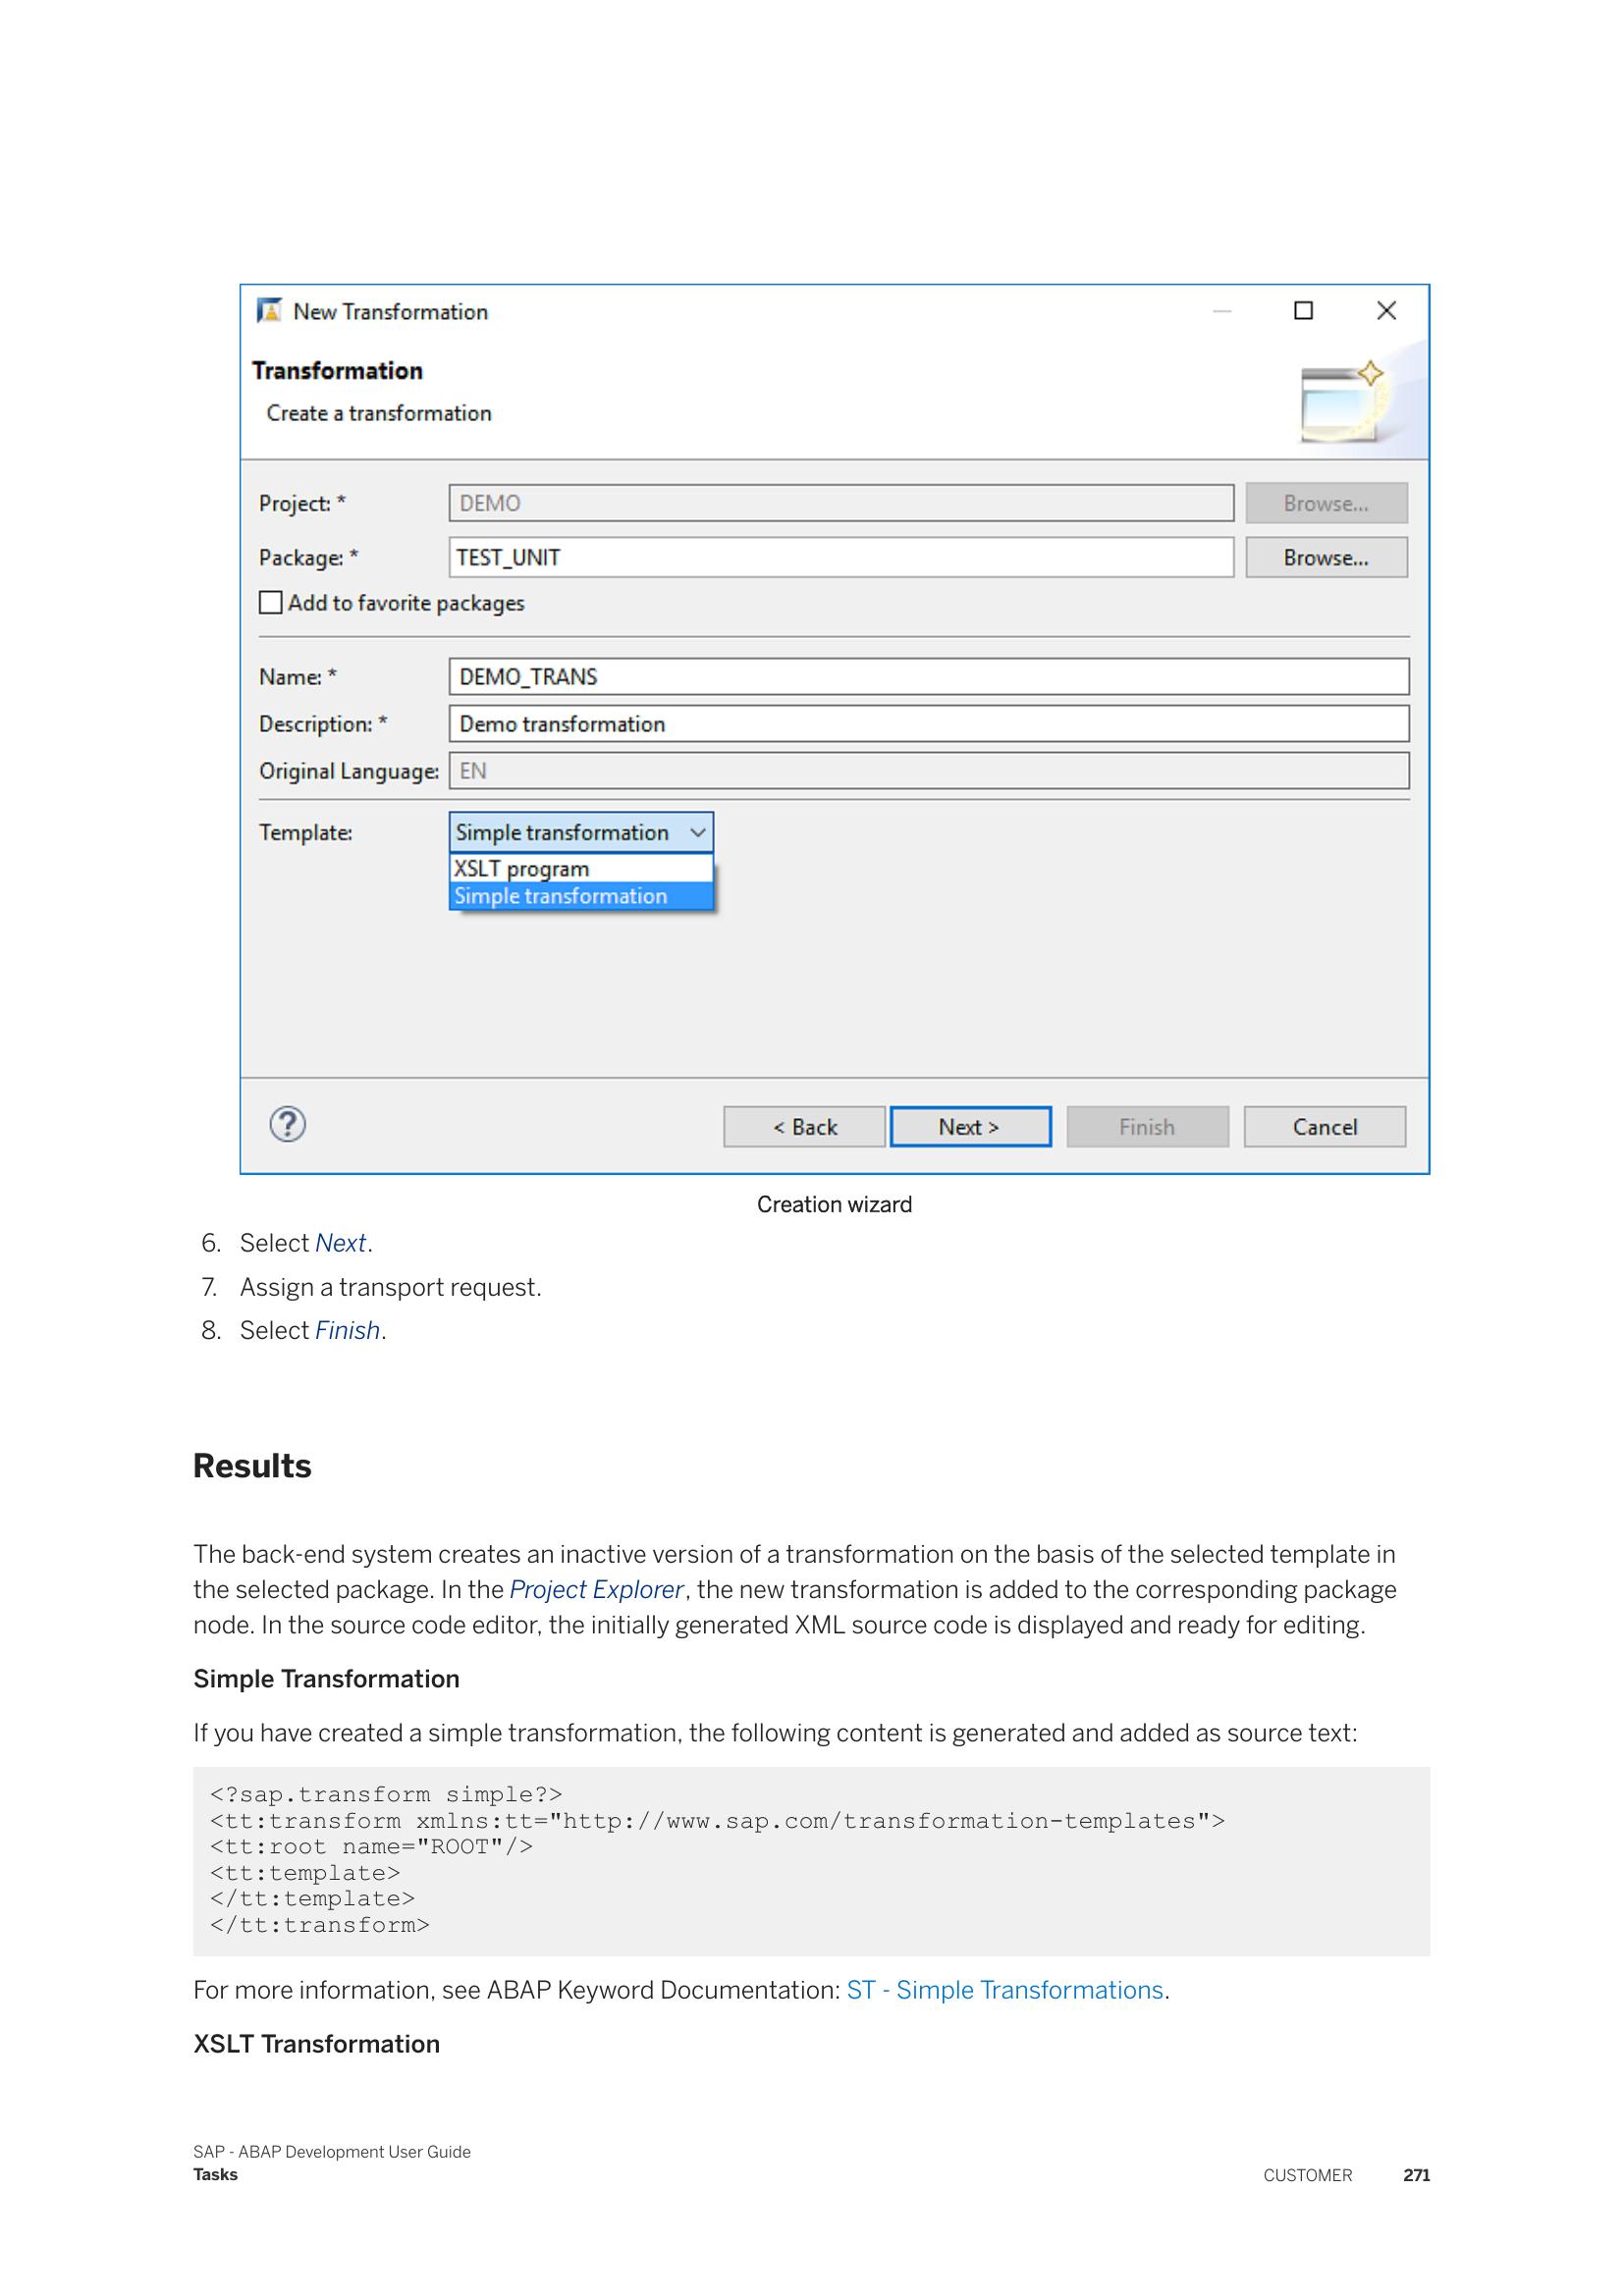 New Transformation
Transformation
Create a transformation
Project: * DEMO Browse...
Package: * TEST_UNIT Browse...
Add to favorite packages
Name: * DEMO_TRANS
Description: * Demo transformation
Original Language: EN
Template: Simple transformation
XSLT program
Simple transformation
? < Back Next > Finish Cancel
Creation wizard
6. Select Next.
7. Assign a transport request.
8. Select Finish.
Results
The back-end system creates an inactive version of a transformation on the basis of the selected template in
the selected package. In the Project Explorer, the new transformation is added to the corresponding package
node. In the source code editor, the initially generated XML source code is displayed and ready for editing.
Simple Transformation
If you have created a simple transformation, the following content is generated and added as source text:
<?sap.transform simple?>
<tt:transform xmlns:tt="http://www.sap.com/transformation-templates">
<tt:root name="ROOT"/>
<tt:template>
</tt:template>
</tt:transform>
For more information, see ABAP Keyword Documentation: ST - Simple Transformations.
XSLT Transformation
SAP - ABAP Development User Guide
Tasks CUSTOMER 271